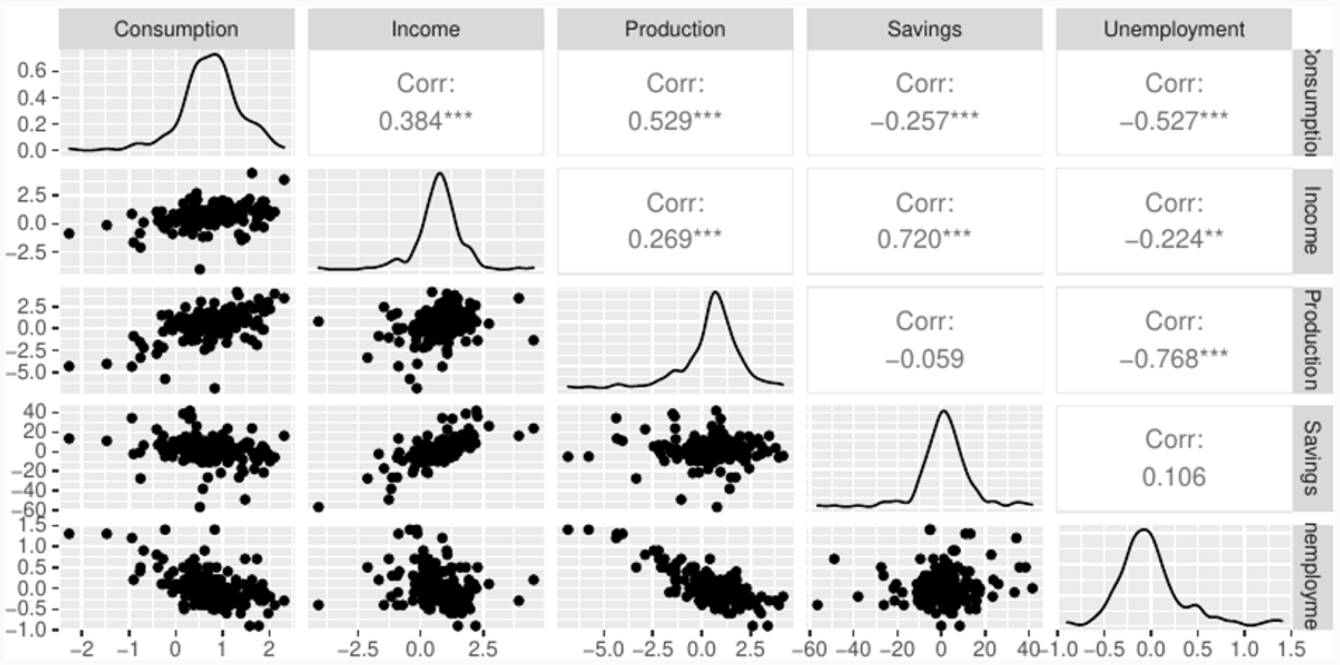 Consumption Income Production Savings Unemployment
0.6
0.4
0.2
0.0
Corr:
0.384***
Corr:
0.529***
Corr:
−0.257***
Corr:
−0.527***
onsumption
2.5
0.0
−2.5
Corr:
0.269***
Corr:
0.720***
Corr:
−0.224**
Income
2.5
0.0
−2.5
−5.0
Corr:
−0.059
Corr:
−0.768***
Production
40
20
0
−20
−40
−60
Corr:
0.106
Savings
1.5
1.0
0.5
0.0
−0.5
−1.0
nemployme
−2 −1 0 1 2 −2.5 0.0 2.5 −5.0 −2.5 0.0 2.5 −60 −40 −20 0 20 40 −1.0 −0.5 0.0 0.5 1.0 1.5